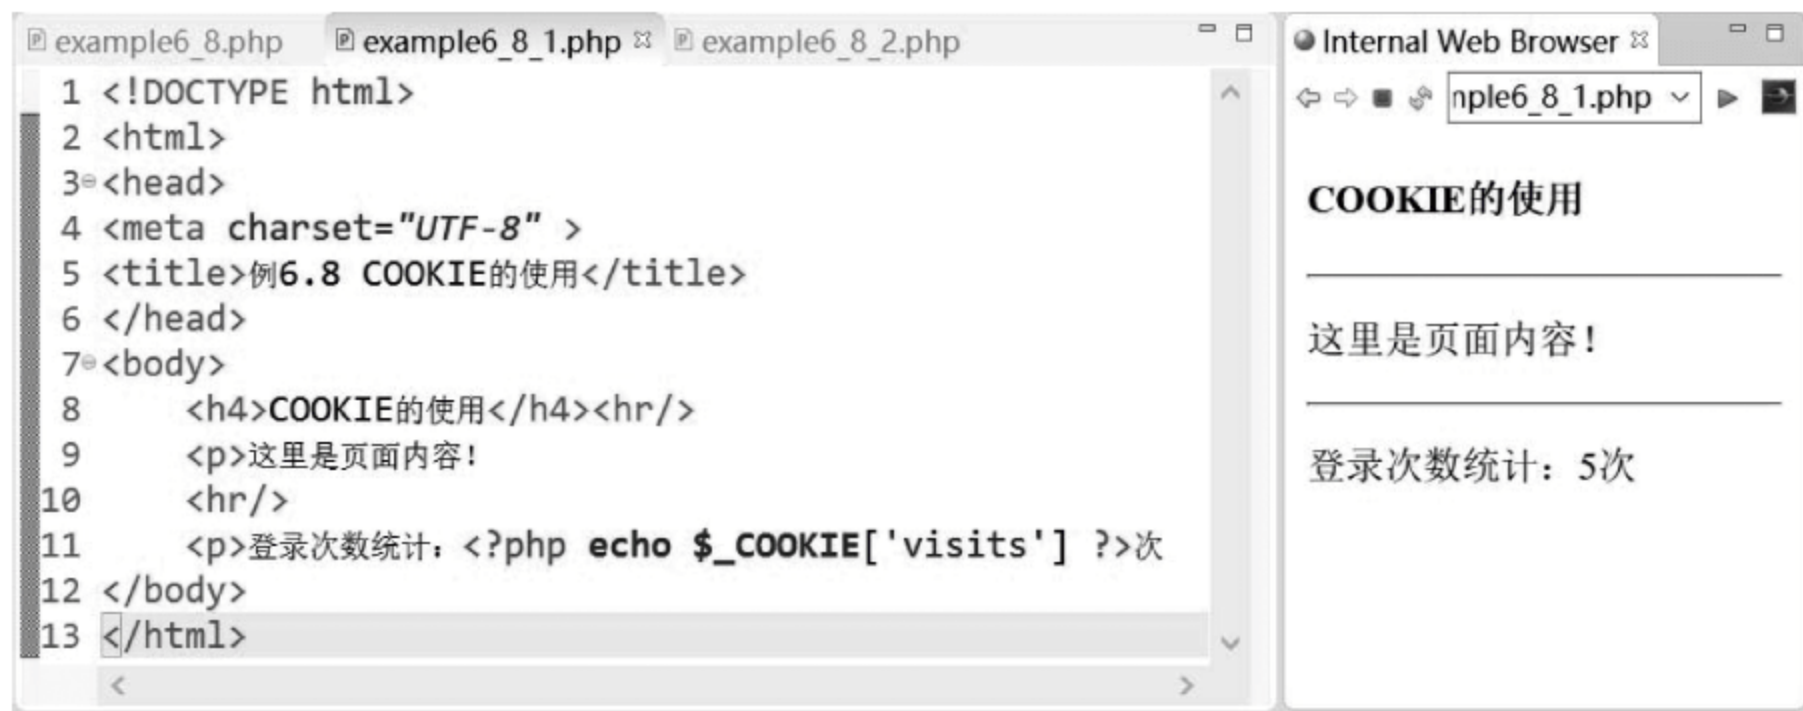 example6_8.php example6_8_1.php example6_8_2.php
1 <!DOCTYPE html>
2 <html>
3 <head>
4 <meta charset="UTF-8" >
5 <title>例6.8 COOKIE的使用</title>
6 </head>
7 <body>
8 <h4>COOKIE的使用</h4><hr/>
9 <p>这里是页面内容!
10 <hr/>
11 <p>登录次数统计：<?php echo $_COOKIE['visits'] ?>次
12 </body>
13 </html>
Internal Web Browser
nple6_8_1.php
COOKIE的使用
这里是页面内容!
登录次数统计：5次